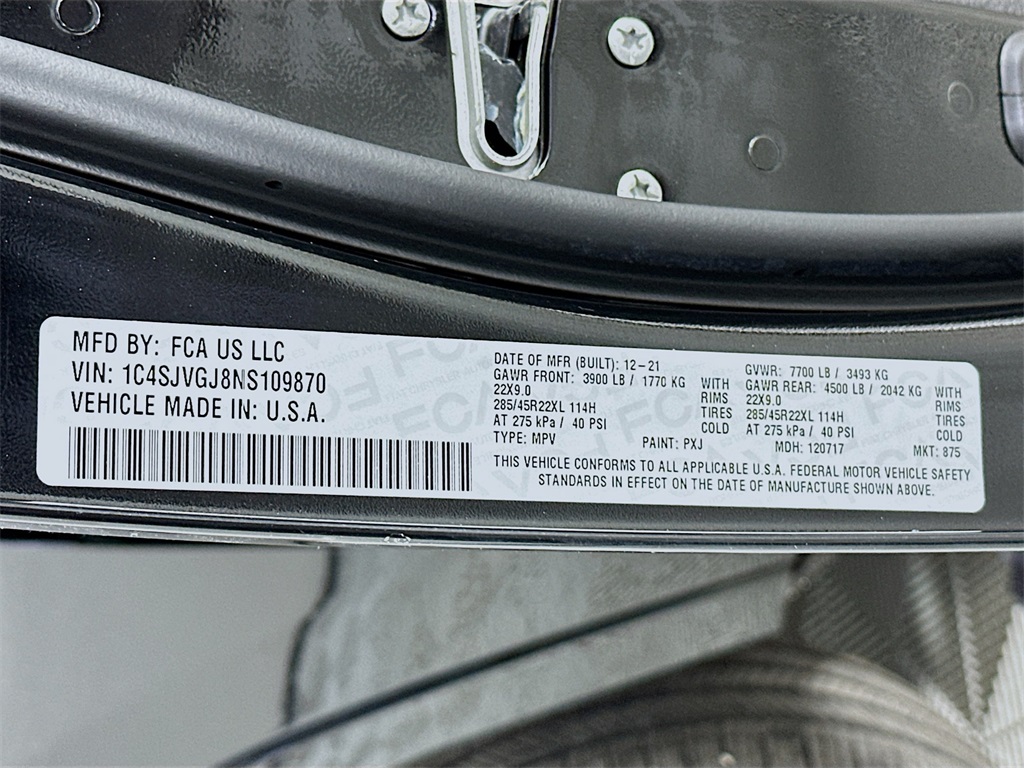 MFD BY: FCA US LLC
VIN: 1C4SJVGJ8NS109870
VEHICLE MADE IN: U.S.A.
DATE OF MFR (BUILT): 12-21 GVWR: 7700 LB / 3493 KG
GAWR FRONT: 3900 LB / 1770 KG WITH GAWR REAR: 4500 LB / 2042 KG WITH
22X9.0 RIMS 22X9.0 RIMS
285/45R22XL 114H TIRES 285/45R22XL 114H TIRES
AT 275 kPa / 40 PSI COLD AT 275 kPa / 40 PSI COLD
TYPE: MPV PAINT: PXJ MDH: 120717 MKT: 875
THIS VEHICLE CONFORMS TO ALL APPLICABLE U.S.A. FEDERAL MOTOR VEHICLE SAFETY
STANDARDS IN EFFECT ON THE DATE OF MANUFACTURE SHOWN ABOVE.